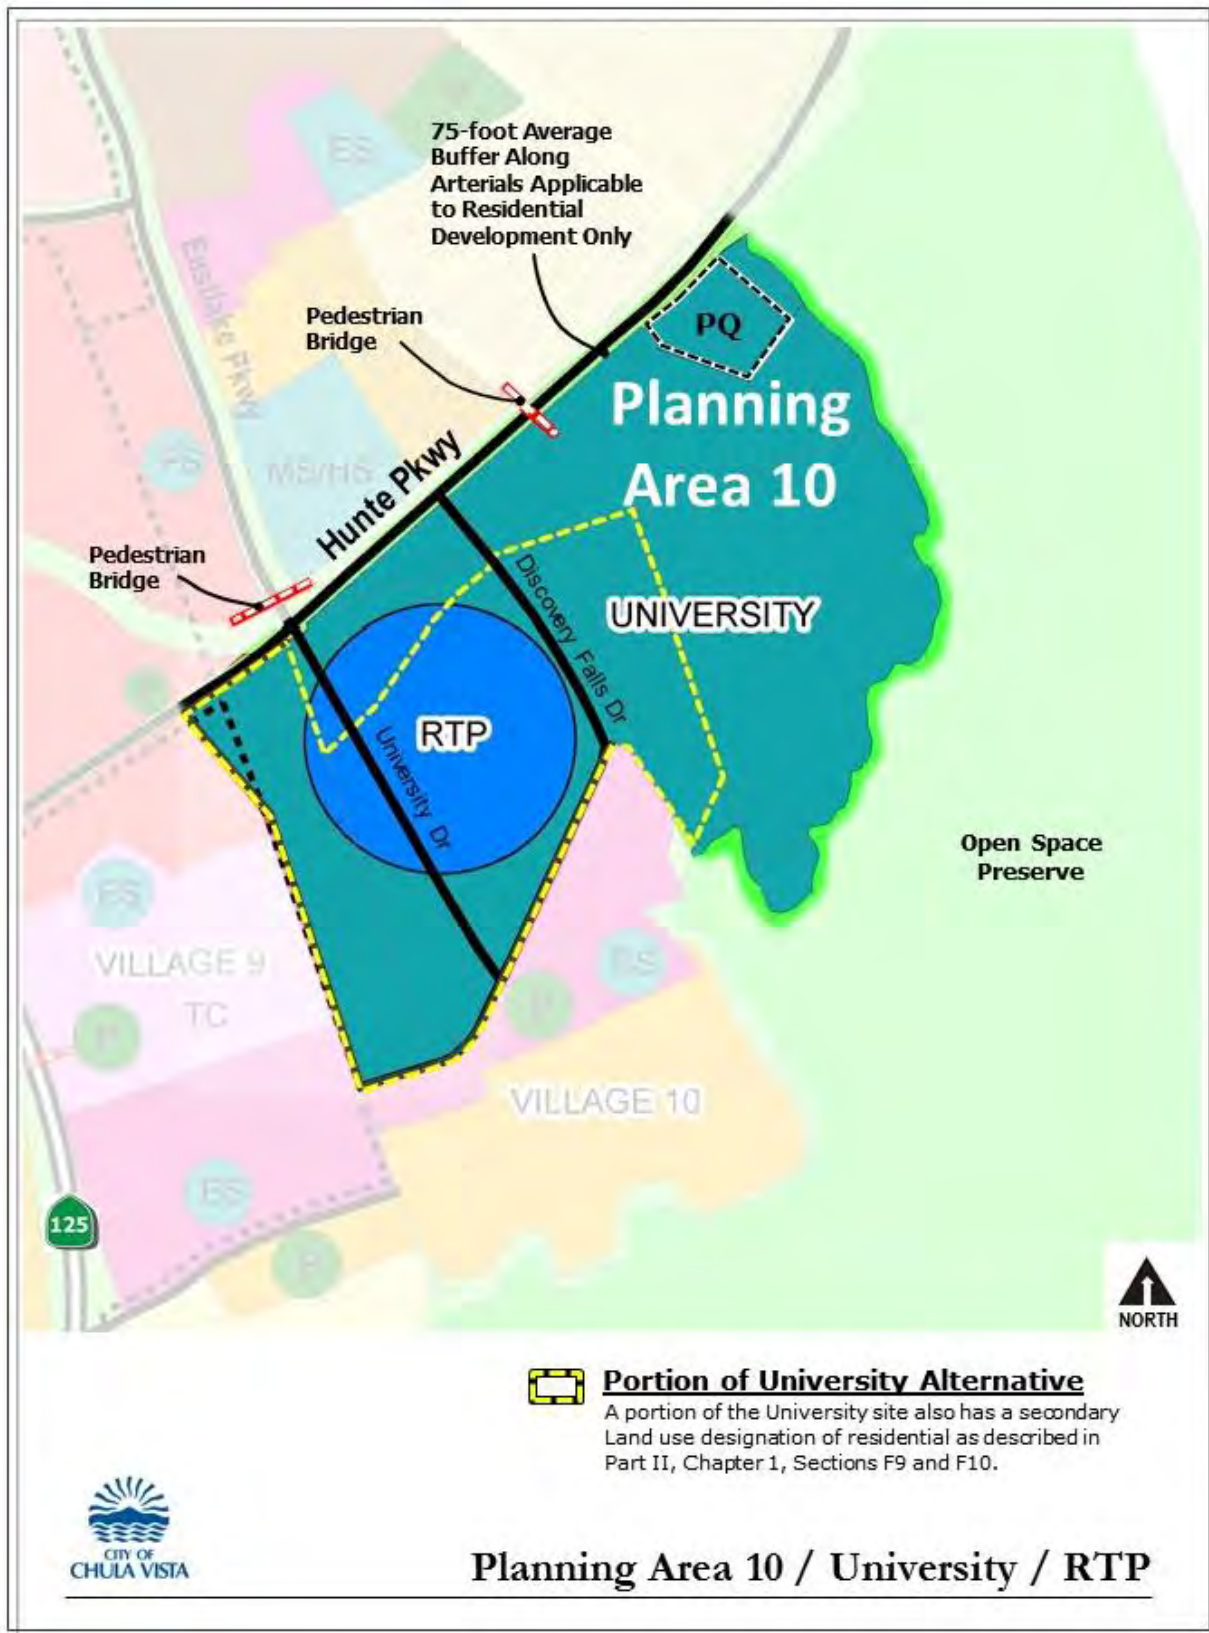 ES
75-foot Average
Buffer Along
Arterials Applicable
to Residential
Development Only
Eastlake Pkwy
Pedestrian
Bridge
PQ
Planning
Area 10
MS/HS
Hunte Pkwy
Pedestrian
Bridge
Discovery Falls Dr
UNIVERSITY
RTP
University Dr
Open Space
Preserve
ES
VILLAGE 9
TC
P
ES
P
VILLAGE 10
ES
P
125
NORTH
Portion of University Alternative
A portion of the University site also has a secondary
Land use designation of residential as described in
Part II, Chapter 1, Sections F9 and F10.
CITY OF
CHULA VISTA
Planning Area 10 / University / RTP